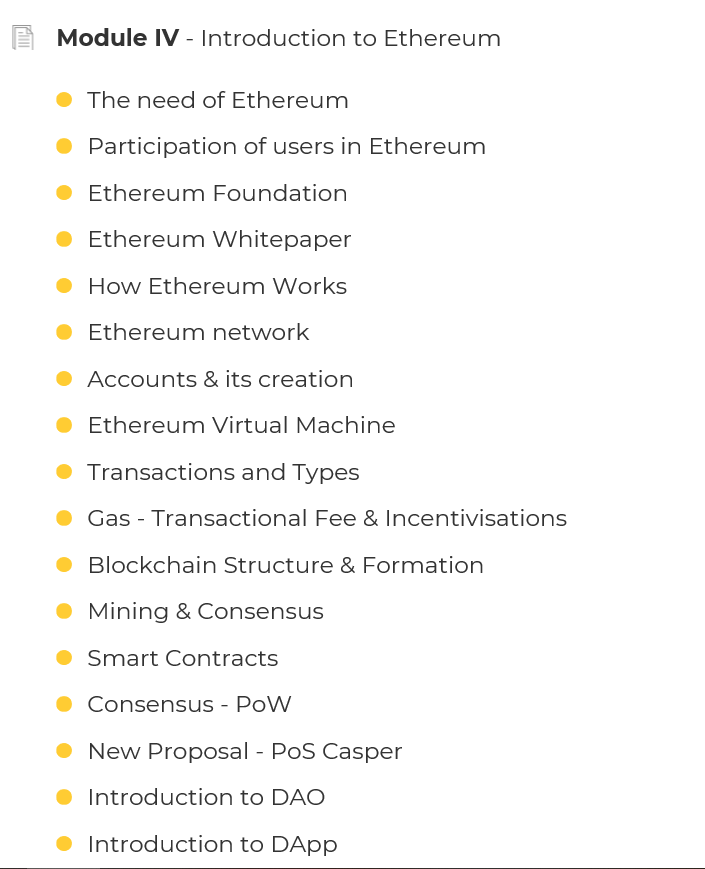 Module IV - Introduction to Ethereum
The need of Ethereum
Participation of users in Ethereum
Ethereum Foundation
Ethereum Whitepaper
How Ethereum Works
Ethereum network
Accounts & its creation
Ethereum Virtual Machine
Transactions and Types
Gas - Transactional Fee & Incentivisations
Blockchain Structure & Formation
Mining & Consensus
Smart Contracts
Consensus - PoW
New Proposal - PoS Casper
Introduction to DAO
Introduction to DApp